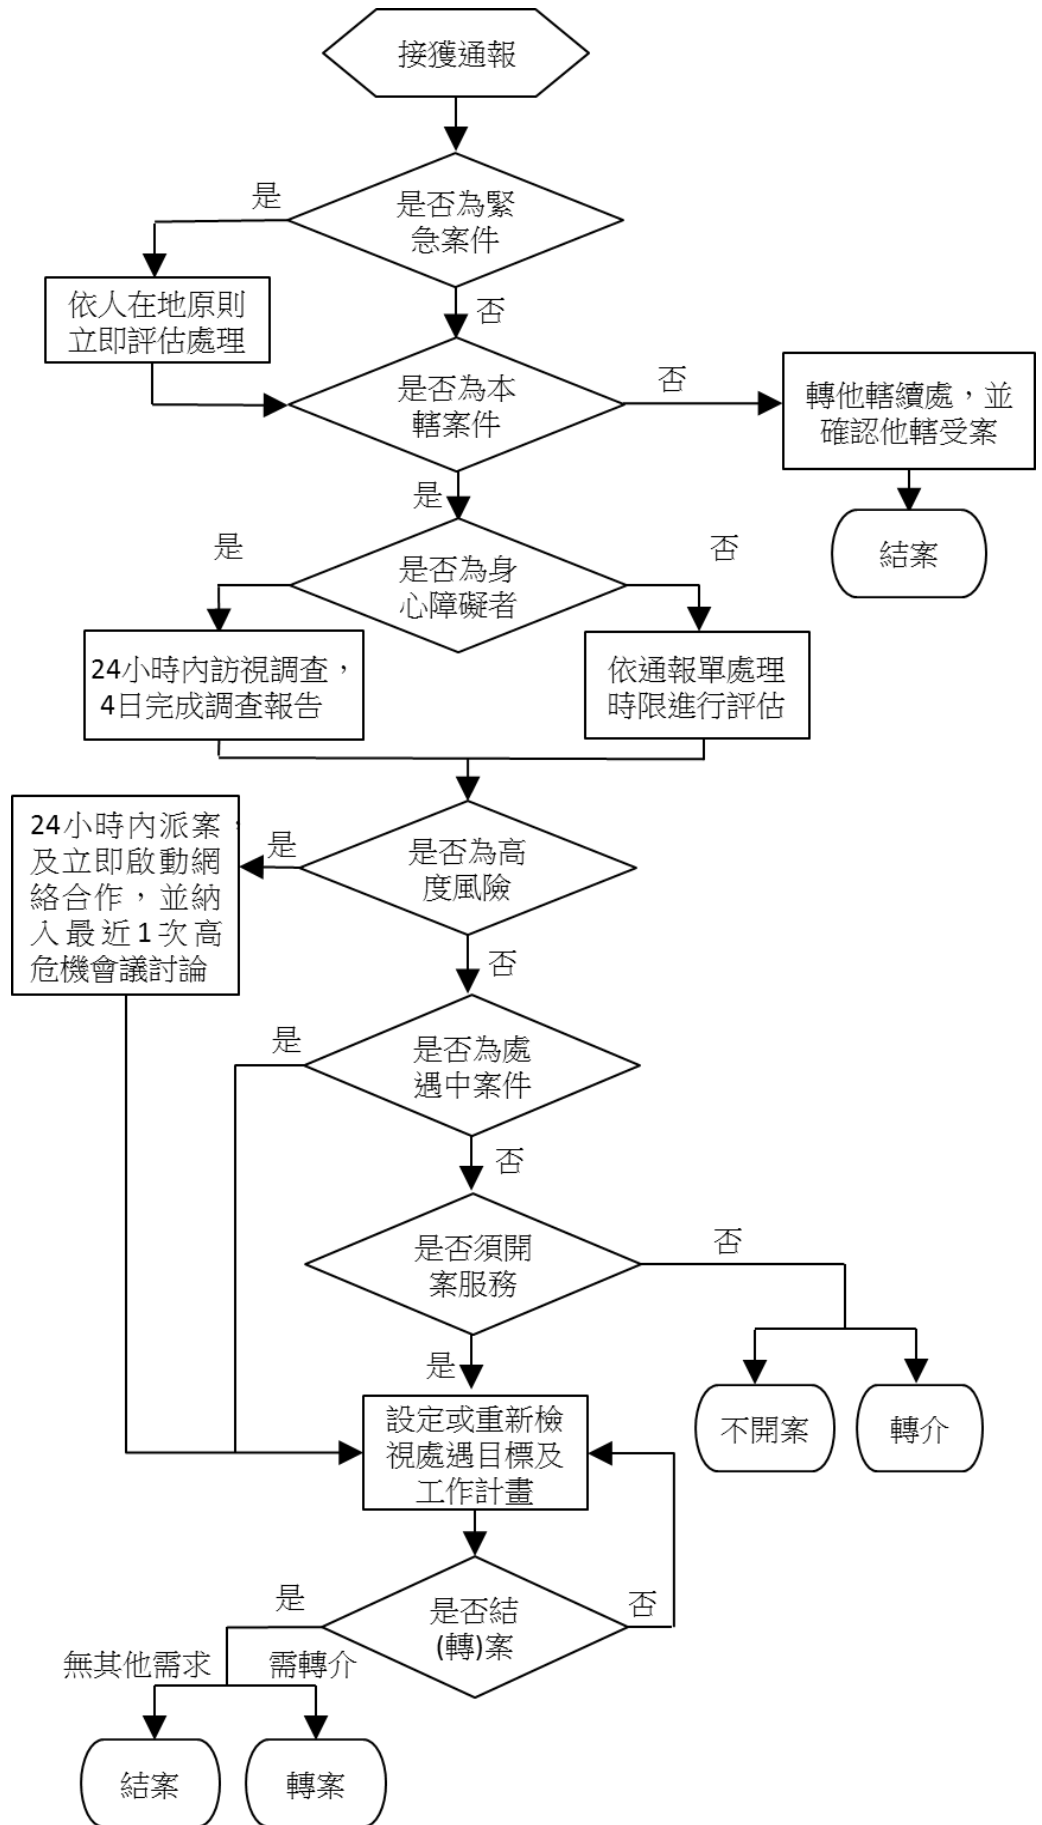 接獲通報
是
是否為緊
急案件
依人在地原則
立即評估處理
否
是否為本
轄案件
否
轉他轄續處，並
確認他轄受案
是
結案
是
是否為身
心障礙者
否
24小時內訪視調查，
4日完成調查報告
依通報單處理
時限進行評估
24小時內派案，
及立即啟動網
絡合作，並納
入最近1次高
危機會議討論
是
是否為高
度風險
否
是
是否為處
遇中案件
否
是否須開
案服務
否
是
不開案
轉介
設定或重新檢
視處遇目標及
工作計畫
是
是否結
(轉)案
否
無其他需求
需轉介
結案
轉案